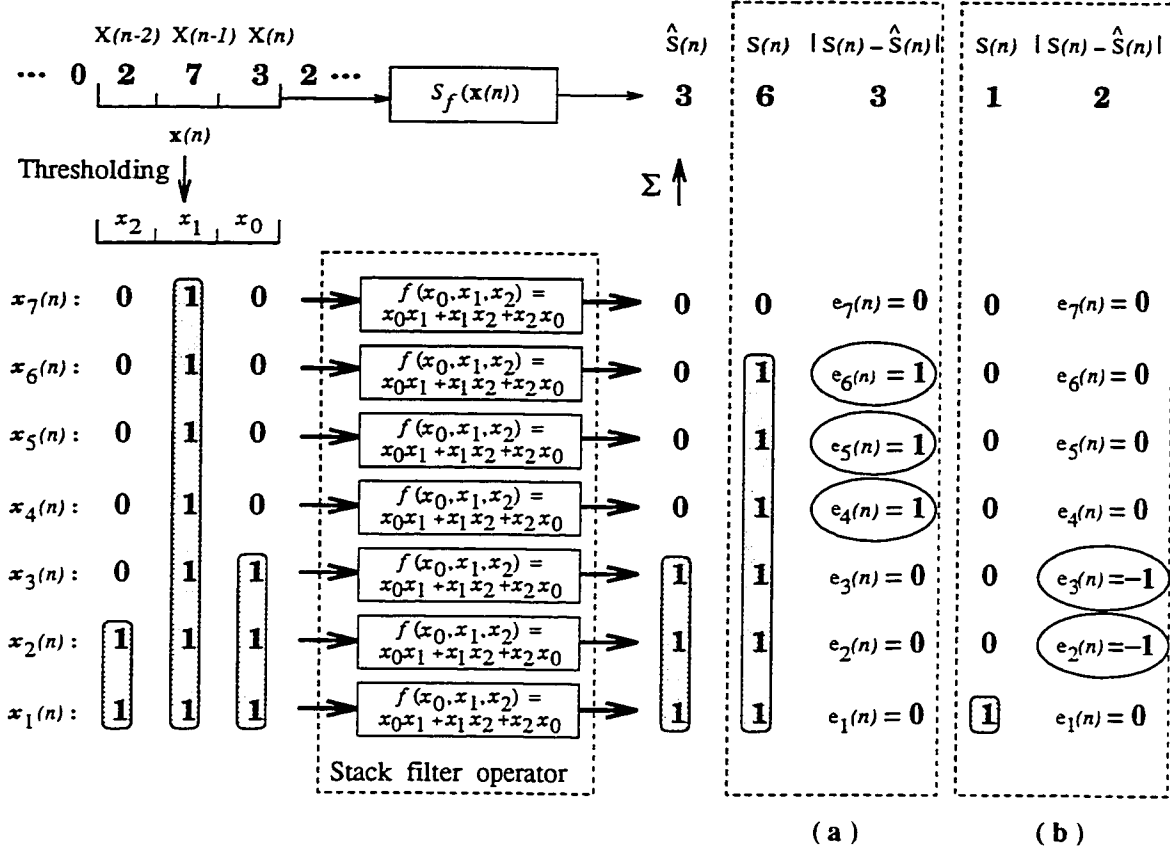 X(n-2) X(n-1) X(n) Ŝ(n) S(n) | S(n) – Ŝ(n) | S(n) | S(n) – Ŝ(n) |
··· 0 2 7 3 2 ··· S_f (x(n)) 3 6 3 1 2
x(n)
Thresholding Σ
x_2 x_1 x_0
x_7(n) : 0 1 0 f(x_0,x_1,x_2) = 0 0 e_7(n) = 0 0 e_7(n) = 0
x_0x_1+x_1x_2+x_2x_0
x_6(n) : 0 1 0 f(x_0,x_1,x_2) = 0 1 e_6(n) = 1 0 e_6(n) = 0
x_0x_1+x_1x_2+x_2x_0
x_5(n) : 0 1 0 f(x_0,x_1,x_2) = 0 1 e_5(n) = 1 0 e_5(n) = 0
x_0x_1+x_1x_2+x_2x_0
x_4(n) : 0 1 0 f(x_0,x_1,x_2) = 0 1 e_4(n) = 1 0 e_4(n) = 0
x_0x_1+x_1x_2+x_2x_0
x_3(n) : 0 1 1 f(x_0,x_1,x_2) = 1 1 e_3(n) = 0 0 e_3(n) =–1
x_0x_1+x_1x_2+x_2x_0
x_2(n) : 1 1 1 f(x_0,x_1,x_2) = 1 1 e_2(n) = 0 0 e_2(n) =–1
x_0x_1+x_1x_2+x_2x_0
x_1(n) : 1 1 1 f(x_0,x_1,x_2) = 1 1 e_1(n) = 0 1 e_1(n) = 0
x_0x_1+x_1x_2+x_2x_0
Stack filter operator
( a ) ( b )